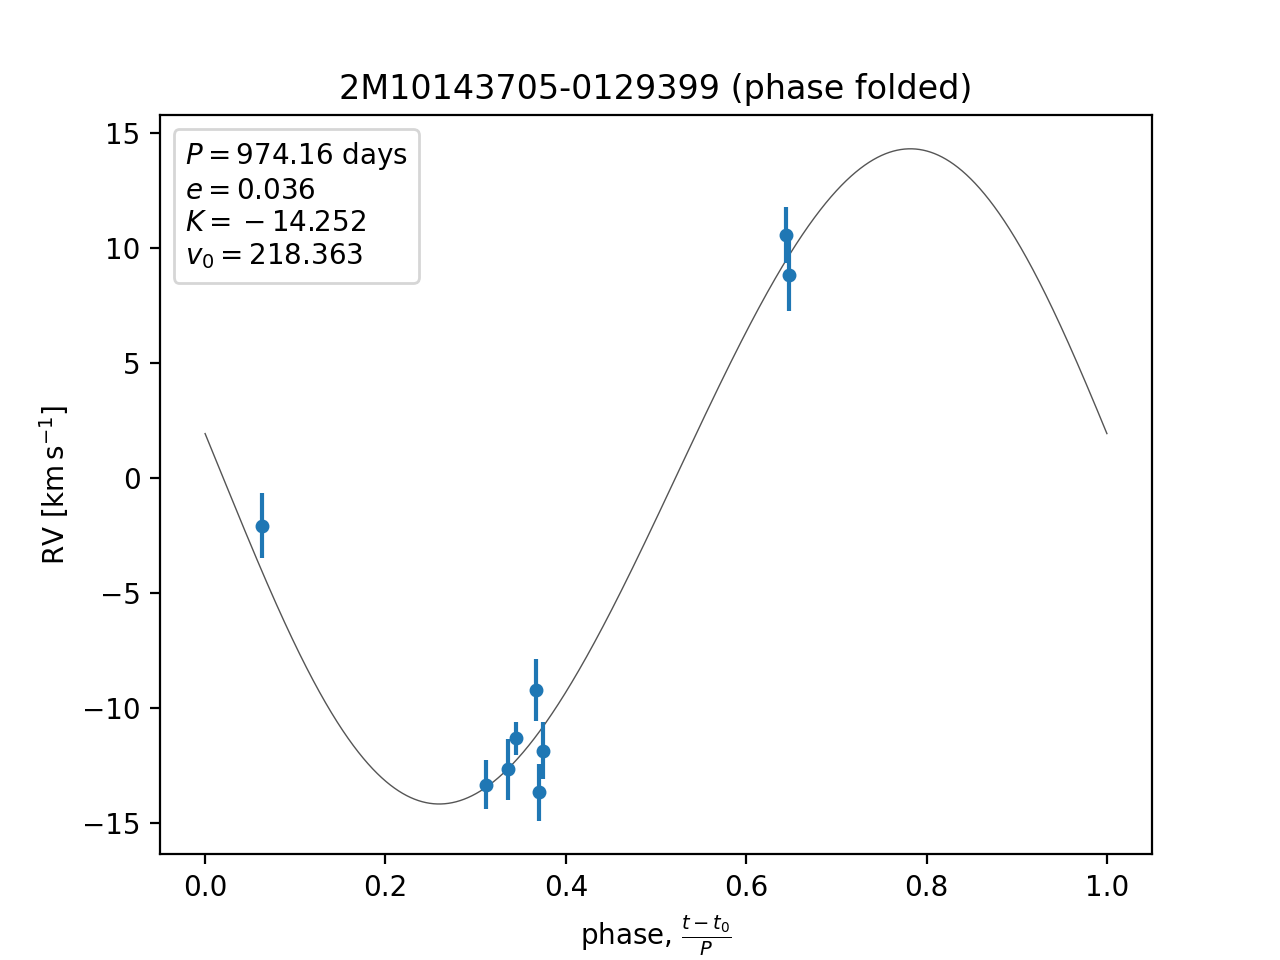 2M10143705-0129399 (phase folded)
P = 974.16 days
e = 0.036
K = −14.252
v₀ = 218.363
RV [km s⁻¹]
15
10
5
0
−5
−10
−15
0.0 0.2 0.4 0.6 0.8 1.0
phase, (t − t₀)/P